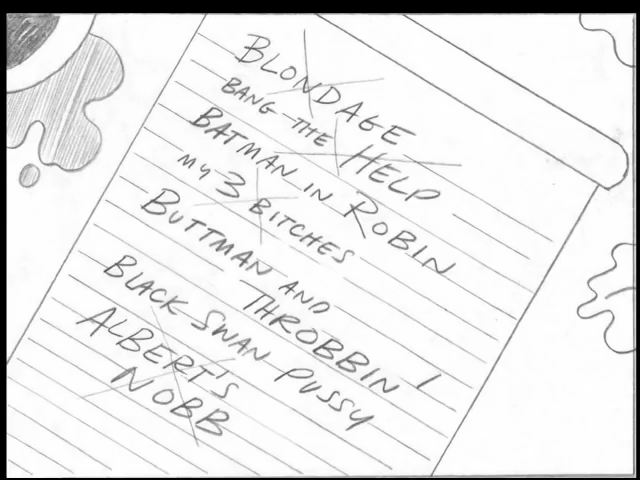 BLONDAGE
BANG THE HELP
BATMAN IN ROBIN
MY 3 BITCHES
BUTTMAN AND
THROBBIN!
BLACK SWAN PUSSY
ALBERT'S
NOBB